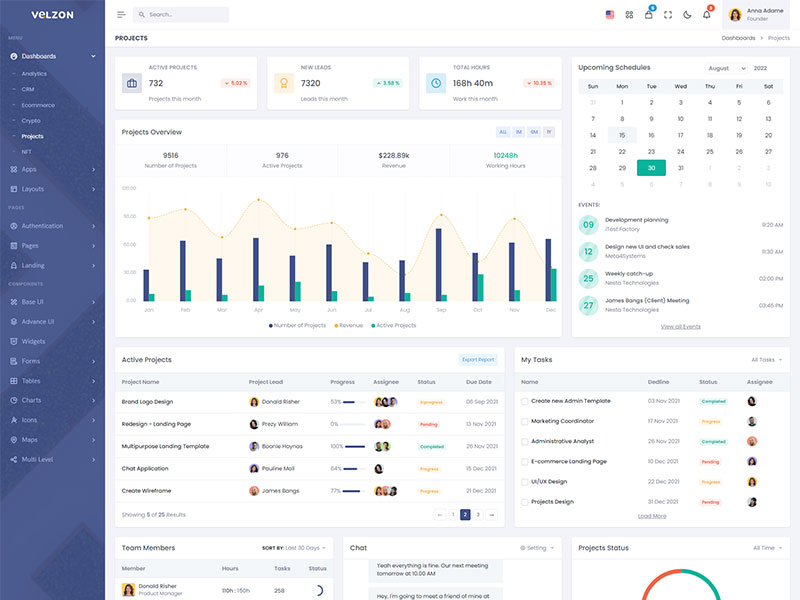 VELZON
Search...
5
3
Anna Adame
Founder
MENU
Dashboards
Analytics
CRM
Ecommerce
Crypto
Projects
NFT
Apps
Layouts
PAGES
Authentication
Pages
Landing
COMPONENTS
Base UI
Advance UI
Widgets
Forms
Tables
Charts
Icons
Maps
Multi Level
PROJECTS
Dashboards > Projects
ACTIVE PROJECTS
732
5.02 %
Projects this month
NEW LEADS
7320
3.58 %
Leads this month
TOTAL HOURS
168h 40m
10.35 %
Work this month
Projects Overview
ALL 1M 6M 1Y
9516 976 $228.89k 10248h
Number of Projects Active Projects Revenue Working Hours
120.00
90.00
60.00
30.00
0.00
Jan Feb Mar Apr May Jun Jul Aug Sep Oct Nov Dec
Number of Projects Revenue Active Projects
Upcoming Schedules
August 2022
Sun Mon Tue Wed Thu Fri Sat
31 1 2 3 4 5 6
7 8 9 10 11 12 13
14 15 16 17 18 19 20
21 22 23 24 25 26 27
28 29 30 31 1 2 3
4 5 6 7 8 9 10
EVENTS:
09 Development planning 9:20 AM
iTest Factory
12 Design new UI and check sales 11:30 AM
Meta4Systems
25 Weekly catch-up 02:00 PM
Nesta Technologies
27 James Bangs (Client) Meeting 03:45 PM
Nesta Technologies
View all Events
Active Projects
Export Report
Project Name Project Lead Progress Assignee Status Due Date
Brand Logo Design Donald Risher 53% Inprogress 06 Sep 2021
Redesign - Landing Page Prezy William 0% Pending 13 Nov 2021
Multipurpose Landing Template Boonie Hoynas 100% Completed 26 Nov 2021
Chat Application Pauline Moll 64% Progress 15 Dec 2021
Create Wireframe James Bangs 77% Progress 21 Dec 2021
Showing 5 of 25 Results
← 1 2 3 →
My Tasks
All Tasks
Name Dedline Status Assignee
Create new Admin Template 03 Nov 2021 Completed
Marketing Coordinator 17 Nov 2021 Progress
Administrative Analyst 26 Nov 2021 Completed
E-commerce Landing Page 10 Dec 2021 Pending
UI/UX Design 22 Dec 2021 Progress
Projects Design 31 Dec 2021 Pending
Load More
Team Members
SORT BY: Last 30 Days
Member Hours Tasks Status
Donald Risher
Product Manager
110h : 150h
258
Chat
Setting
Yeah everything is fine. Our next meeting
tomorrow at 10.00 AM
Hey, I'm going to meet a friend of mine at
Projects Status
All Time